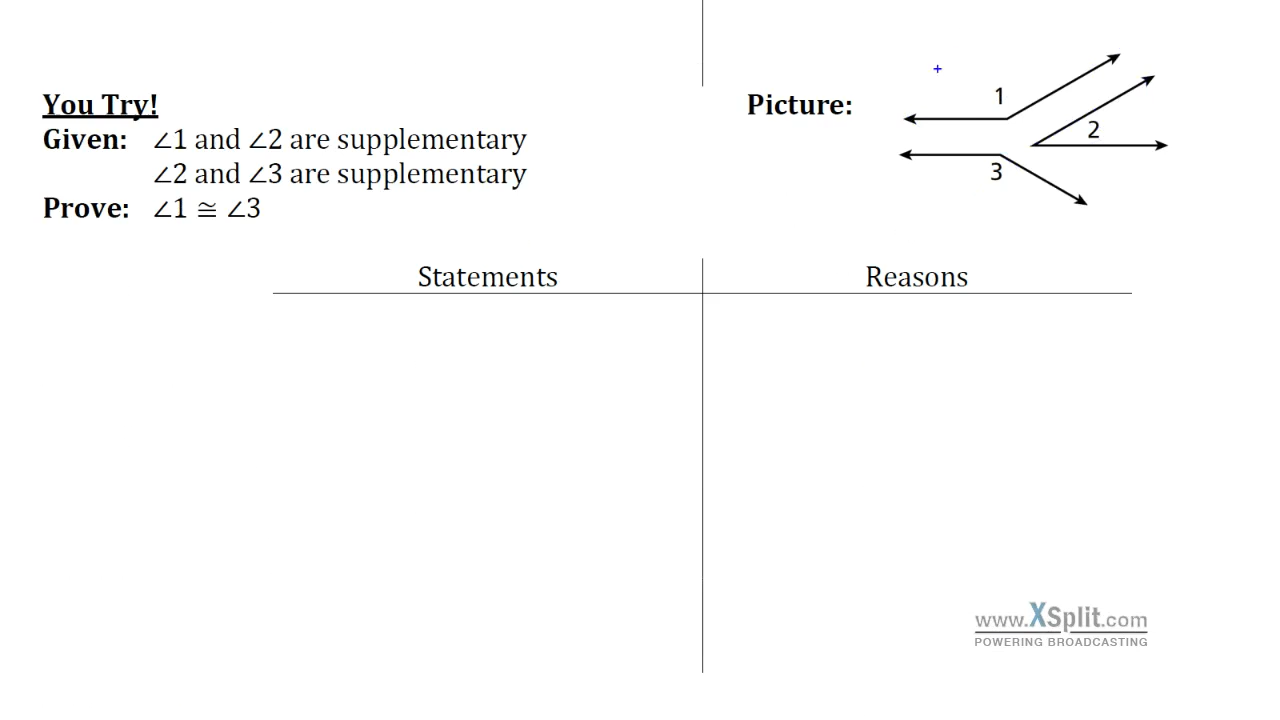 You Try!
Given: ∠1 and ∠2 are supplementary
∠2 and ∠3 are supplementary
Prove: ∠1 ≅ ∠3
Picture:
1
2
3
Statements
Reasons
www.XSplit.com
POWERING BROADCASTING